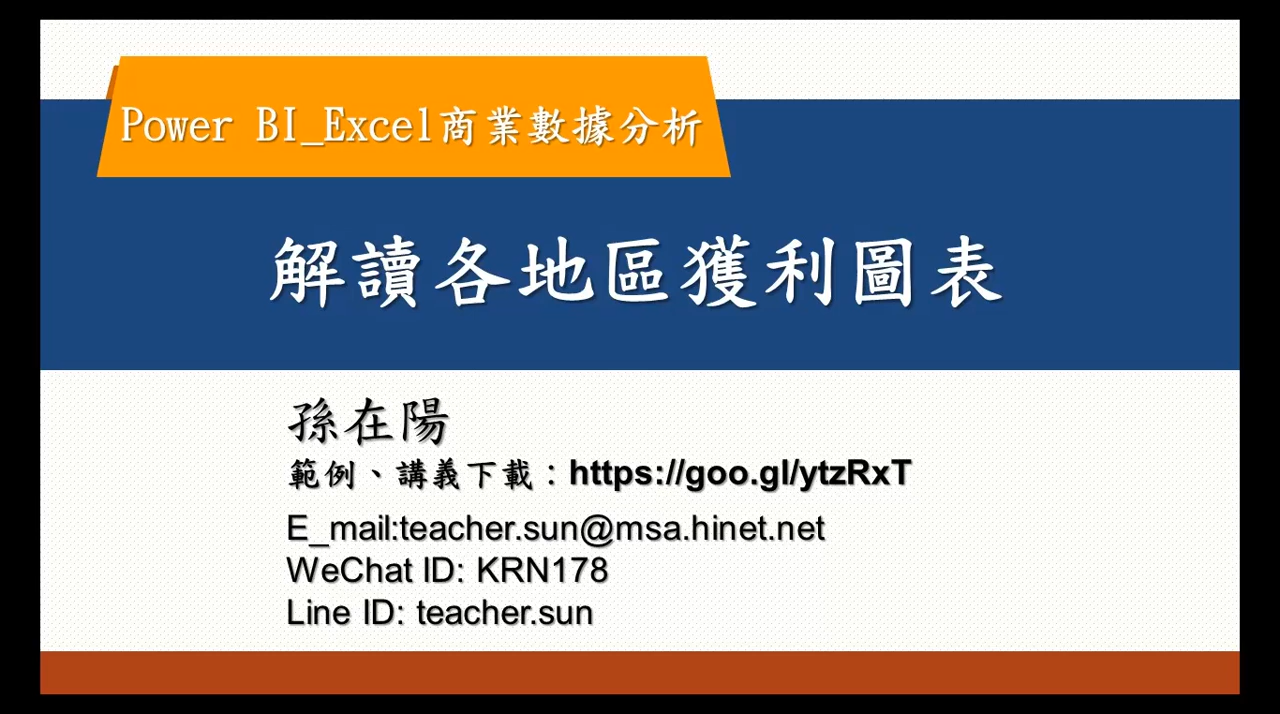 Power BI_Excel商業數據分析
解讀各地區獲利圖表
孫在陽
範例、講義下載：https://goo.gl/ytzRxT
E_mail:teacher.sun@msa.hinet.net
WeChat ID: KRN178
Line ID: teacher.sun